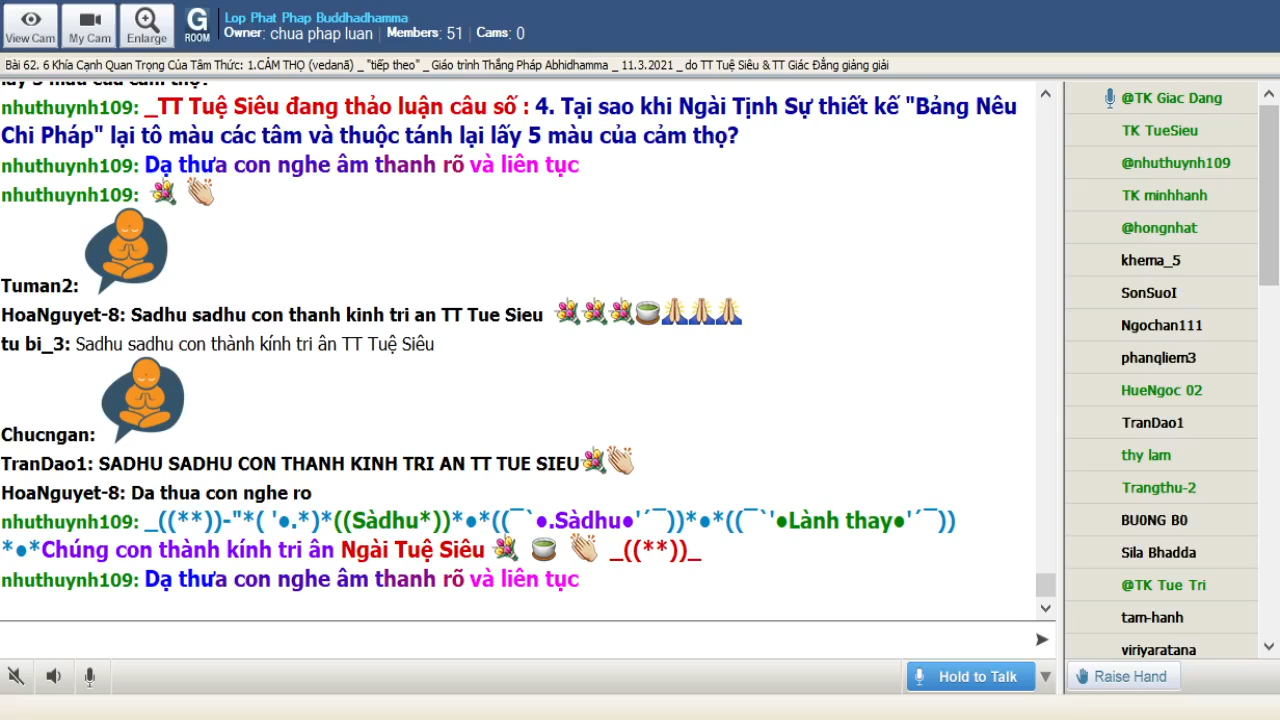 View Cam
My Cam
Enlarge
G
ROOM
Lop Phat Phap Buddhadhamma
Owner: chua phap luan | Members: 51 | Cams: 0
Bài 62. 6 Khía Cạnh Quan Trọng Của Tâm Thức: 1.CẢM THỌ (vedanā) _ "tiếp theo" _ Giáo trình Thắng Pháp Abhidhamma _ 11.3.2021 _ do TT Tuệ Siêu & TT Giác Đẳng giảng giải
lấy 5 màu của cảm thọ?
nhuthuynh109: _TT Tuệ Siêu đang thảo luận câu số : 4. Tại sao khi Ngài Tịnh Sự thiết kế "Bảng Nêu
Chi Pháp" lại tô màu các tâm và thuộc tánh lại lấy 5 màu của cảm thọ?
nhuthuynh109: Dạ thưa con nghe âm thanh rõ và liên tục
nhuthuynh109:
Tuman2:
HoaNguyet-8: Sadhu sadhu con thanh kinh tri an TT Tue Sieu
tu bi_3: Sadhu sadhu con thành kính tri ân TT Tuệ Siêu
Chucngan:
TranDao1: SADHU SADHU CON THANH KINH TRI AN TT TUE SIEU
HoaNguyet-8: Da thua con nghe ro
nhuthuynh109: _((**))-"*( '●.*)*((Sàdhu*))*●*((¯`●.Sàdhu●'´¯))*●*((¯`'●Lành thay●'´¯))
*●*Chúng con thành kính tri ân Ngài Tuệ Siêu _((**))_
nhuthuynh109: Dạ thưa con nghe âm thanh rõ và liên tục
Hold to Talk
@TK Giac Dang
TK TueSieu
@nhuthuynh109
TK minhhanh
@hongnhat
khema_5
SonSuoI
Ngochan111
phanqliem3
HueNgoc 02
TranDao1
thy lam
Trangthu-2
BU0NG B0
Sila Bhadda
@TK Tue Tri
tam-hanh
viriyaratana
Raise Hand